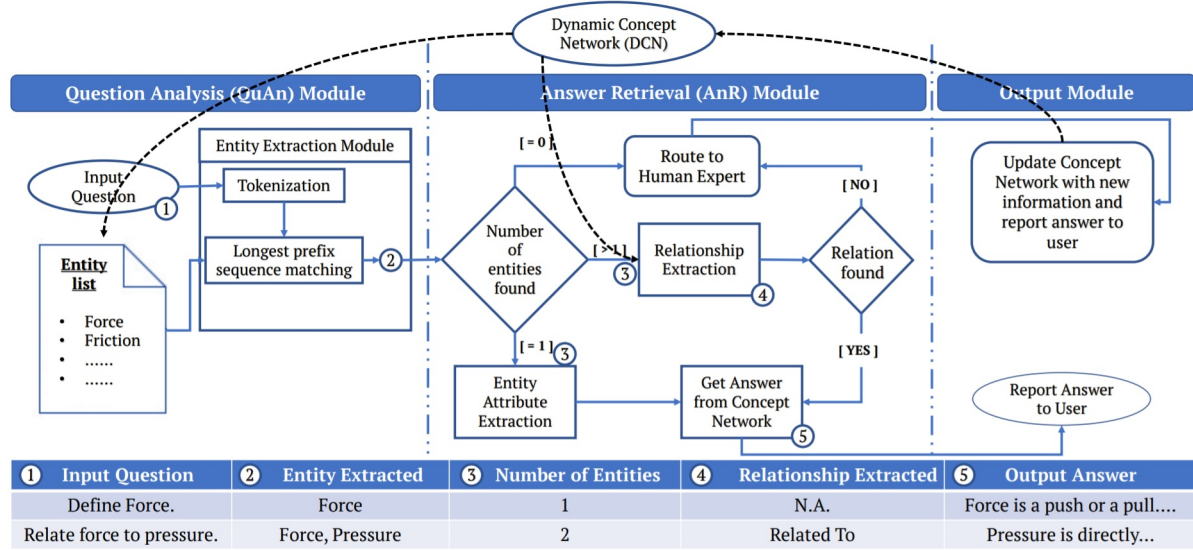 Dynamic Concept
Network (DCN)
Question Analysis (QuAn) Module
Answer Retrieval (AnR) Module
Output Module
Entity Extraction Module
Input
Question
1
Tokenization
Longest prefix
sequence matching
2
Entity
list
• Force
• Friction
• ......
• ......
[ = 0 ]
Number
of
entities
found
[ > 1 ]
3
[ = 1 ]
3
Route to
Human Expert
Relationship
Extraction
4
[ NO ]
Relation
found
[ YES ]
Entity
Attribute
Extraction
Get Answer
from Concept
Network
5
Update Concept
Network with new
information and
report answer to
user
Report Answer
to User
1 Input Question 2 Entity Extracted 3 Number of Entities 4 Relationship Extracted 5 Output Answer
Define Force. Force 1 N.A. Force is a push or a pull....
Relate force to pressure. Force, Pressure 2 Related To Pressure is directly...